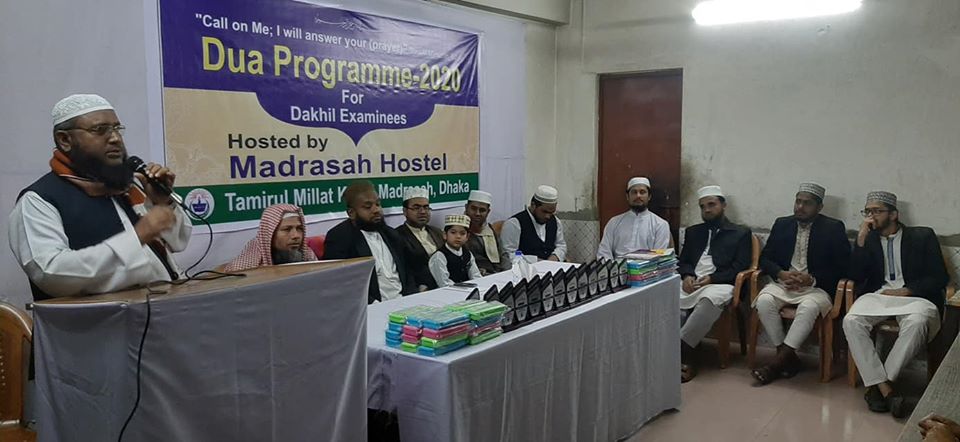 "Call on Me; I will answer your (prayer)"
Dua Programme-2020
For
Dakhil Examinees
Hosted by
Madrasah Hostel
Tamirul Millat Madrasah, Dhaka